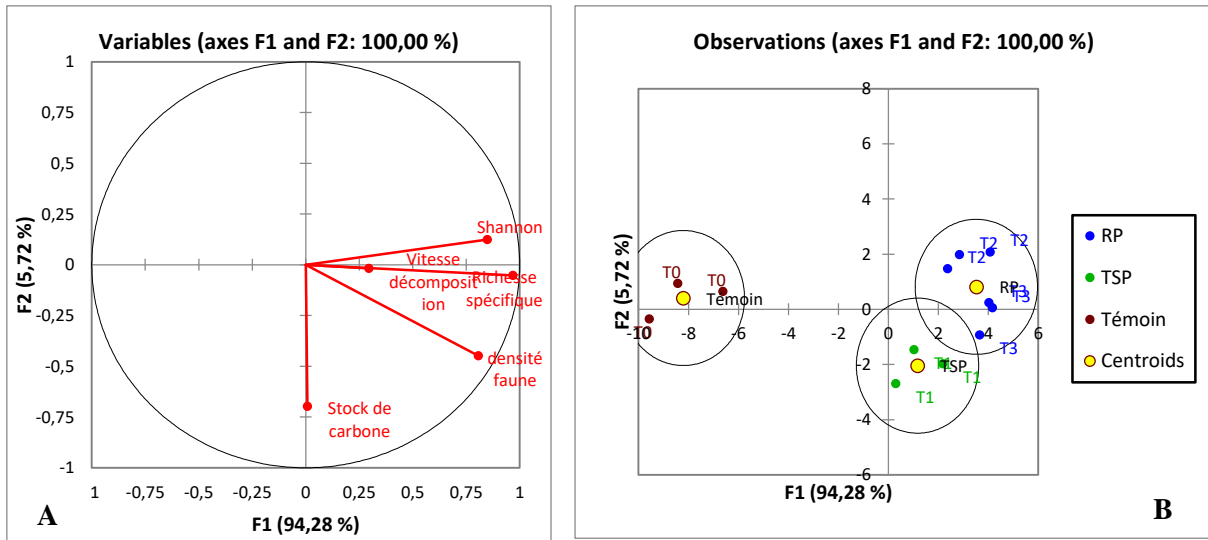 Variables (axes F1 and F2: 100,00 %)
1
0,75
0,5
0,25
0
-0,25
-0,5
-0,75
-1
F2 (5,72 %)
Shannon
Vitesse
décomposit
ion
Richesse
spécifique
densité
faune
Stock de
carbone
1 -0,75 -0,5 -0,25 0 0,25 0,5 0,75 1
F1 (94,28 %)
A
Observations (axes F1 and F2: 100,00 %)
8
6
4
2
0
-2
-4
-6
F2 (5,72 %)
T2
T2
T2
RP
T3
T3
T3
T0
T0
Témoin
T0
T1
TSP
T1
T1
-10 -8 -6 -4 -2 0 2 4 6
F1 (94,28 %)
B
RP
TSP
Témoin
Centroids